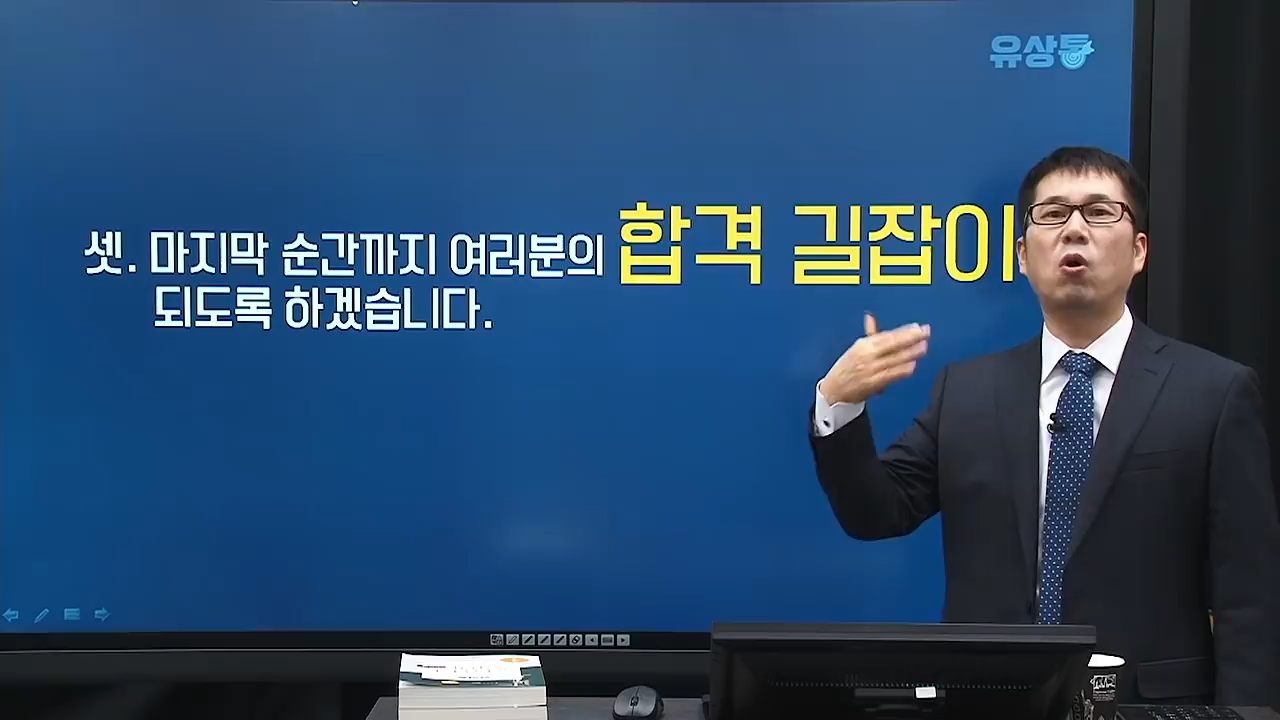 유상통
셋. 마지막 순간까지 여러분의 합격 길잡이
되도록 하겠습니다.